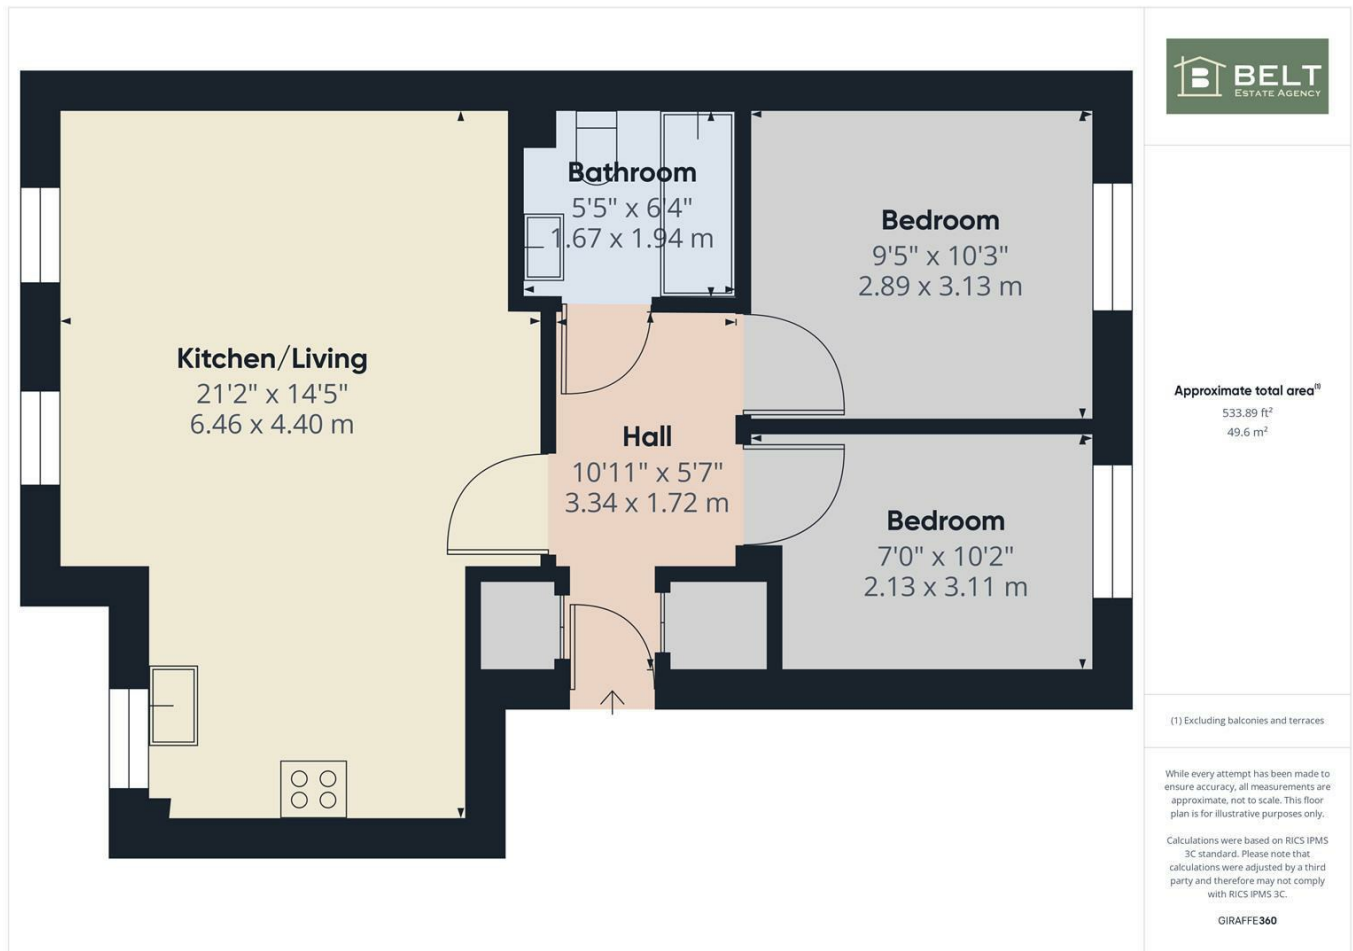 B BELT
ESTATE AGENCY
Bathroom
5'5" x 6'4"
1.67 x 1.94 m
Bedroom
9'5" x 10'3"
2.89 x 3.13 m
Kitchen/Living
21'2" x 14'5"
6.46 x 4.40 m
Hall
10'11" x 5'7"
3.34 x 1.72 m
Bedroom
7'0" x 10'2"
2.13 x 3.11 m
Approximate total area(1)
533.89 ft²
49.6 m²
(1) Excluding balconies and terraces
While every attempt has been made to
ensure accuracy, all measurements are
approximate, not to scale. This floor
plan is for illustrative purposes only.
Calculations were based on RICS IPMS
3C standard. Please note that
calculations were adjusted by a third
party and therefore may not comply
with RICS IPMS 3C.
GIRAFFE360